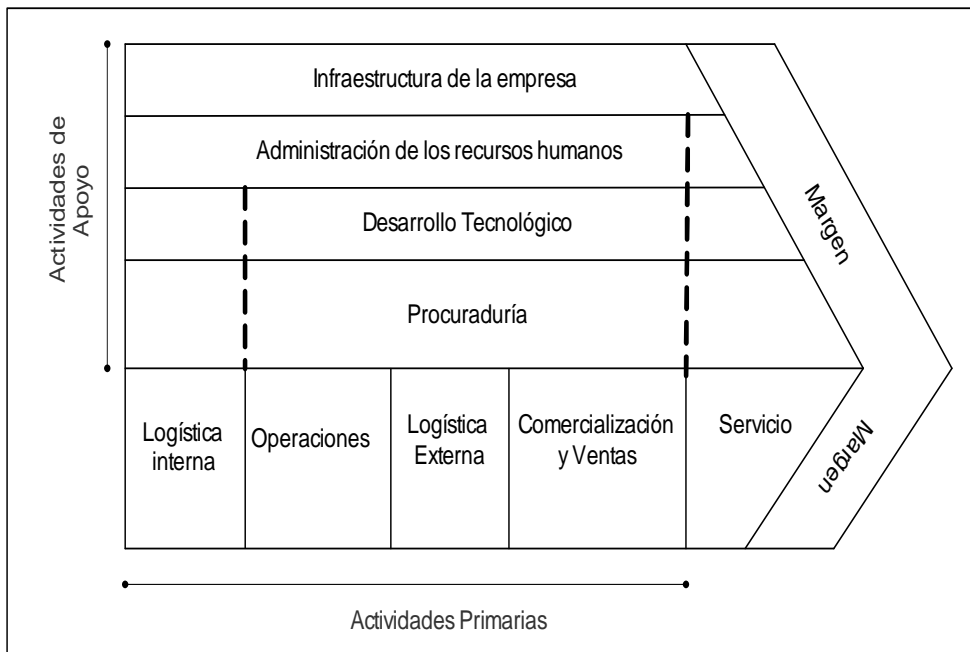 Actividades de
Apoyo
Infraestructura de la empresa
Administración de los recursos humanos
Desarrollo Tecnológico
Procuraduría
Margen
Logística
interna
Operaciones
Logística
Externa
Comercialización
y Ventas
Servicio
Margen
Actividades Primarias